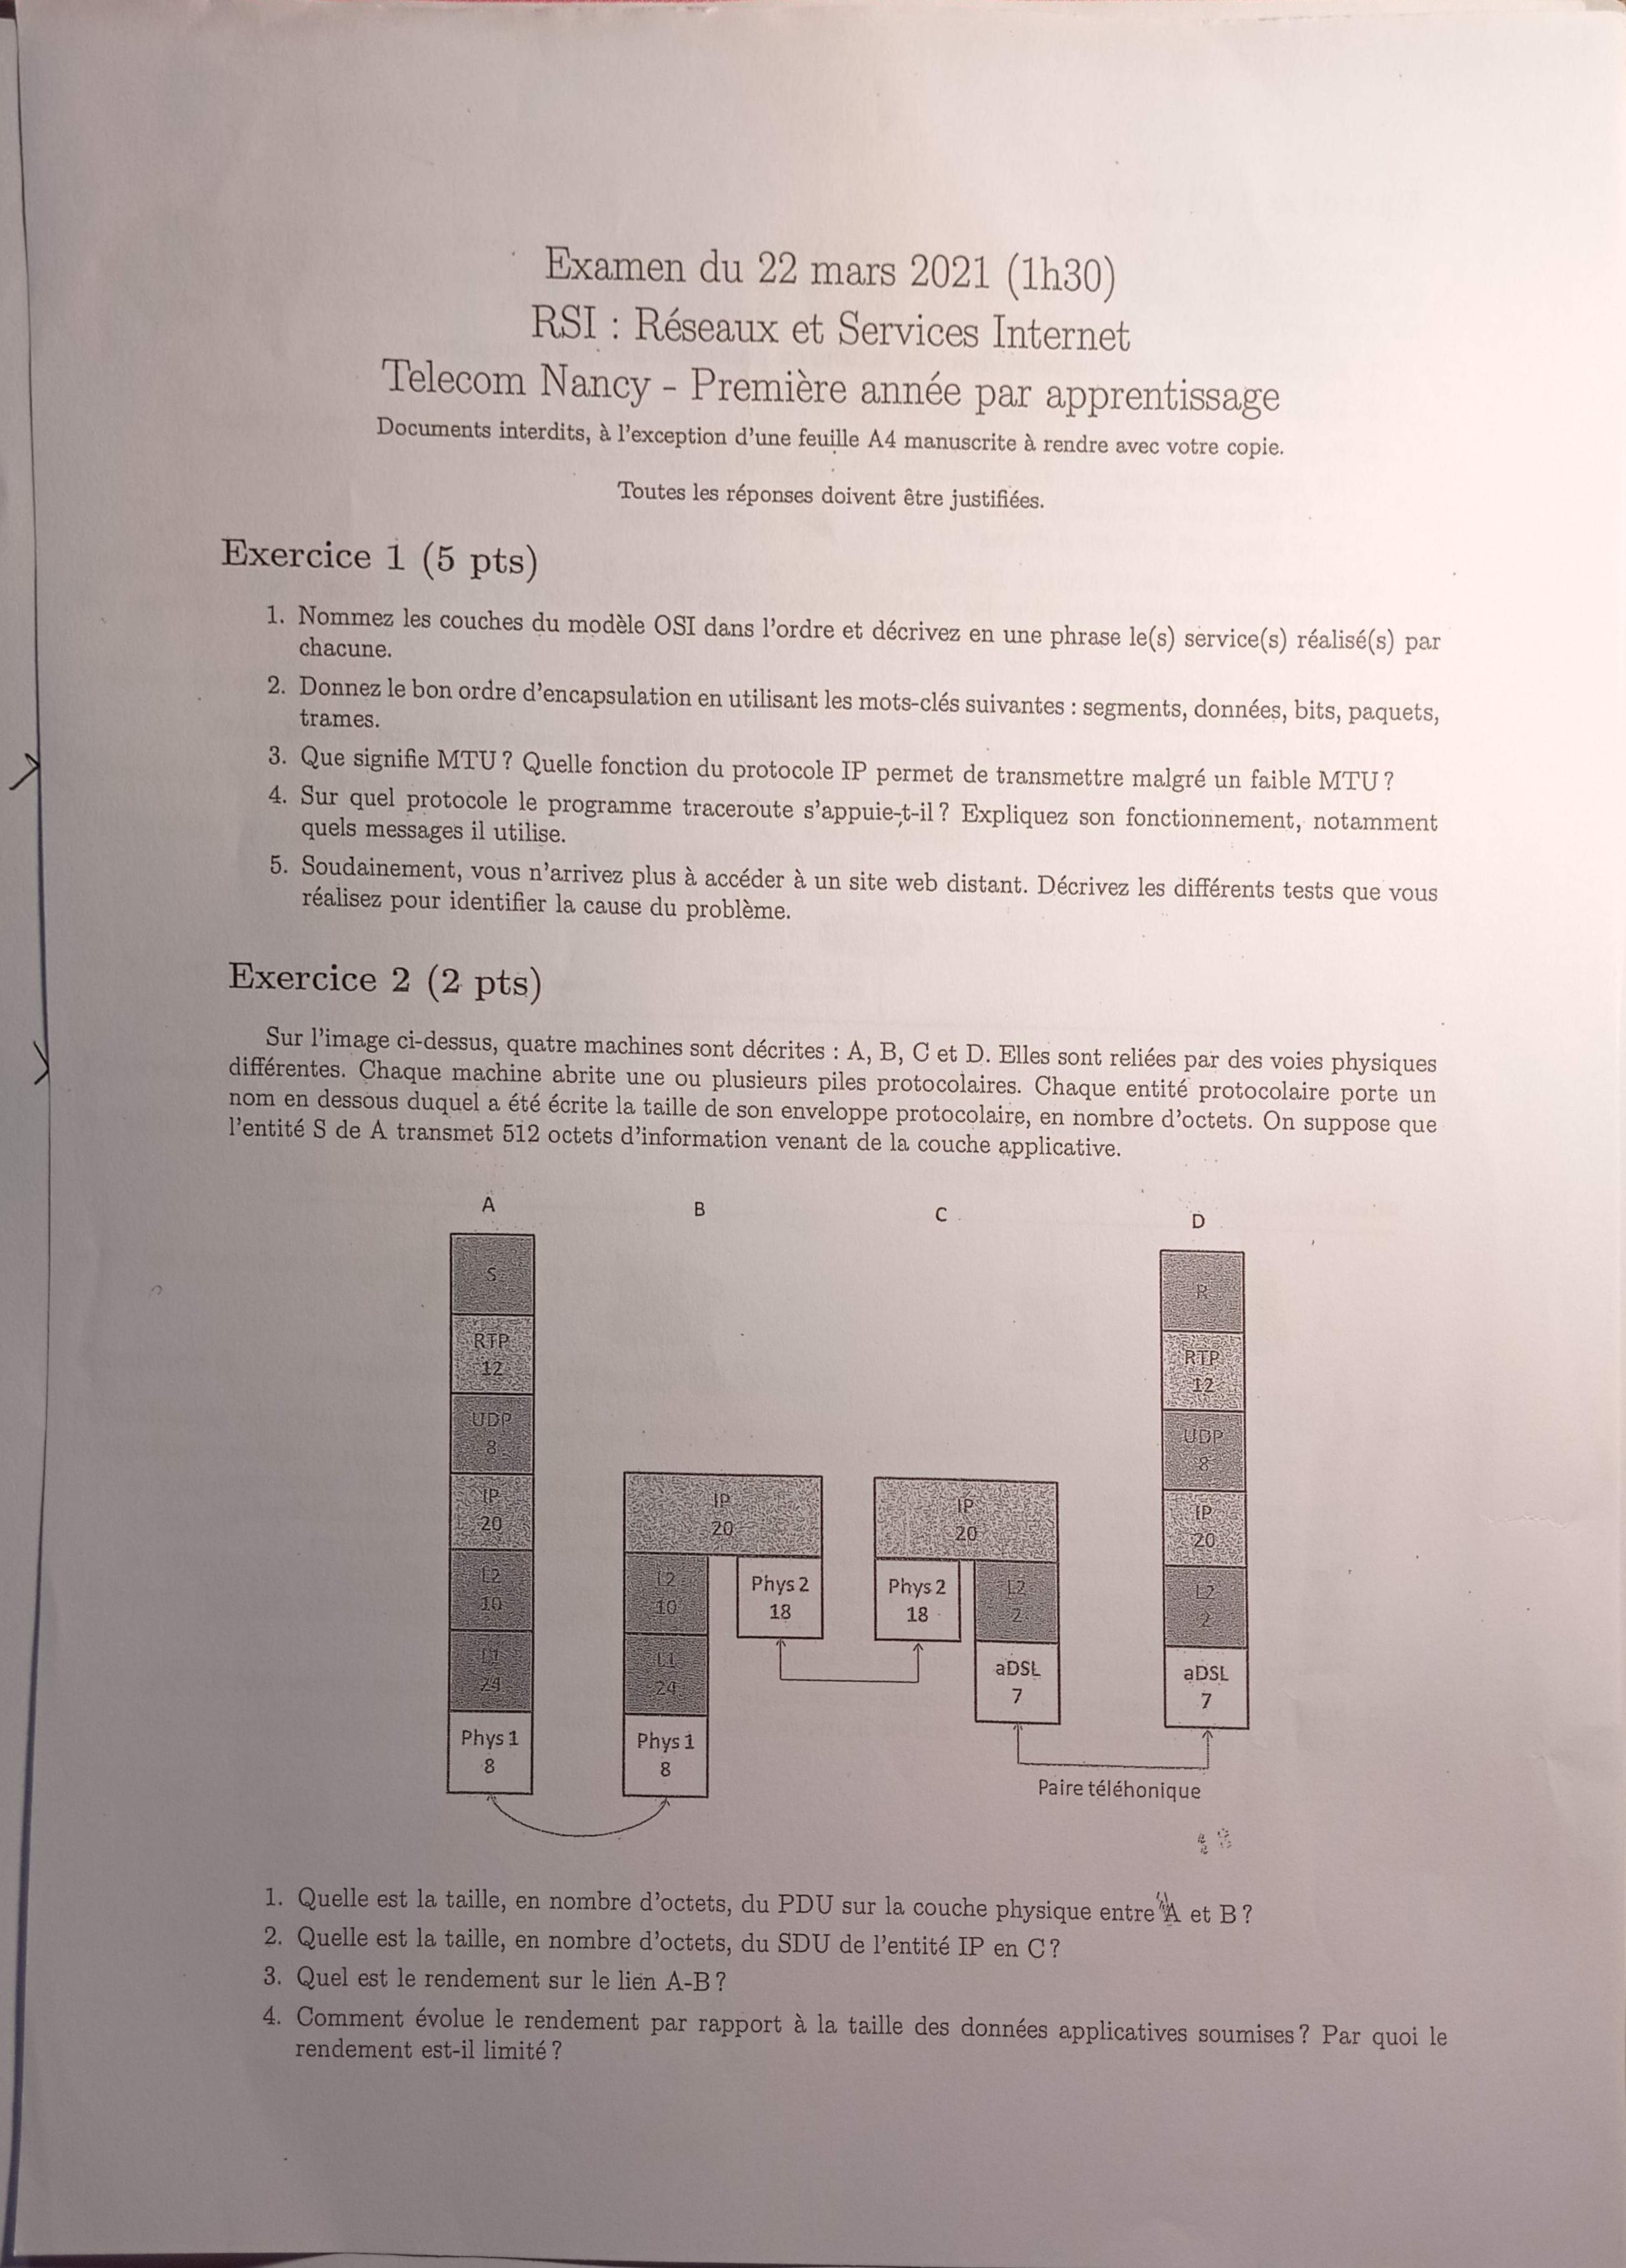 Examen du 22 mars 2021 (1h30)
RSI : Réseaux et Services Internet
Telecom Nancy - Première année par apprentissage
Documents interdits, à l'exception d'une feuille A4 manuscrite à rendre avec votre copie.
Toutes les réponses doivent être justifiées.
Exercice 1 (5 pts)
1. Nommez les couches du modèle OSI dans l'ordre et décrivez en une phrase le(s) service(s) réalisé(s) par
chacune.
2. Donnez le bon ordre d'encapsulation en utilisant les mots-clés suivantes : segments, données, bits, paquets,
trames.
3. Que signifie MTU ? Quelle fonction du protocole IP permet de transmettre malgré un faible MTU ?
4. Sur quel protocole le programme traceroute s'appuie-t-il ? Expliquez son fonctionnement, notamment
quels messages il utilise.
5. Soudainement, vous n'arrivez plus à accéder à un site web distant. Décrivez les différents tests que vous
réalisez pour identifier la cause du problème.
Exercice 2 (2 pts)
Sur l'image ci-dessus, quatre machines sont décrites : A, B, C et D. Elles sont reliées par des voies physiques
différentes. Chaque machine abrite une ou plusieurs piles protocolaires. Chaque entité protocolaire porte un
nom en dessous duquel a été écrite la taille de son enveloppe protocolaire, en nombre d'octets. On suppose que
l'entité S de A transmet 512 octets d'information venant de la couche applicative.
A
S
RTP
12
UDP
8
IP
20
L2
10
L1
24
Phys 1
8
B
IP
20
L2
10
L1
24
Phys 1
8
Phys 2
18
C
IP
20
Phys 2
18
L2
2
aDSL
7
D
R
RTP
12
UDP
8
IP
20
L2
2
aDSL
7
Paire téléhonique
1. Quelle est la taille, en nombre d'octets, du PDU sur la couche physique entre A et B ?
2. Quelle est la taille, en nombre d'octets, du SDU de l'entité IP en C ?
3. Quel est le rendement sur le lien A-B ?
4. Comment évolue le rendement par rapport à la taille des données applicatives soumises ? Par quoi le
rendement est-il limité ?